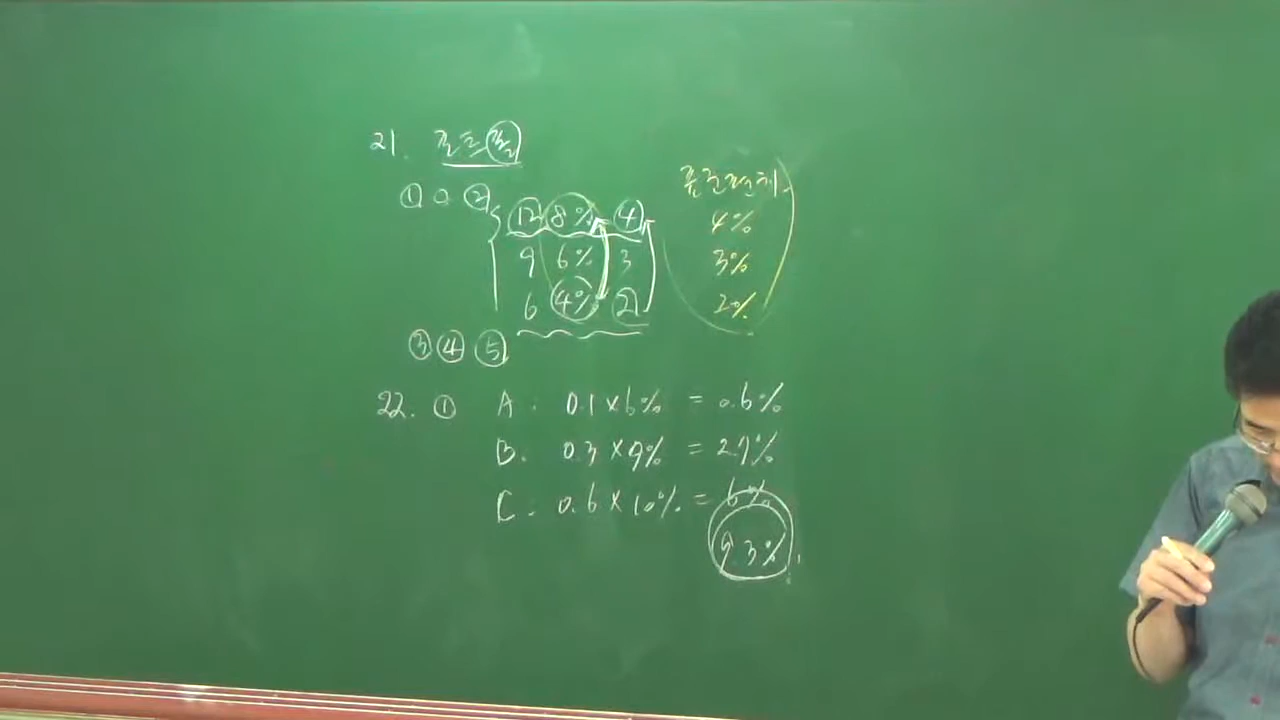 21.
① 0 ②
12 8% 4
9 6% 3
6 4% 2
4%
3%
2%
③ ④ ⑤
22. ① A. 0.1×6% = 0.6%
B. 0.3×9% = 2.7%
C. 0.6×10% = 6%
9.3%